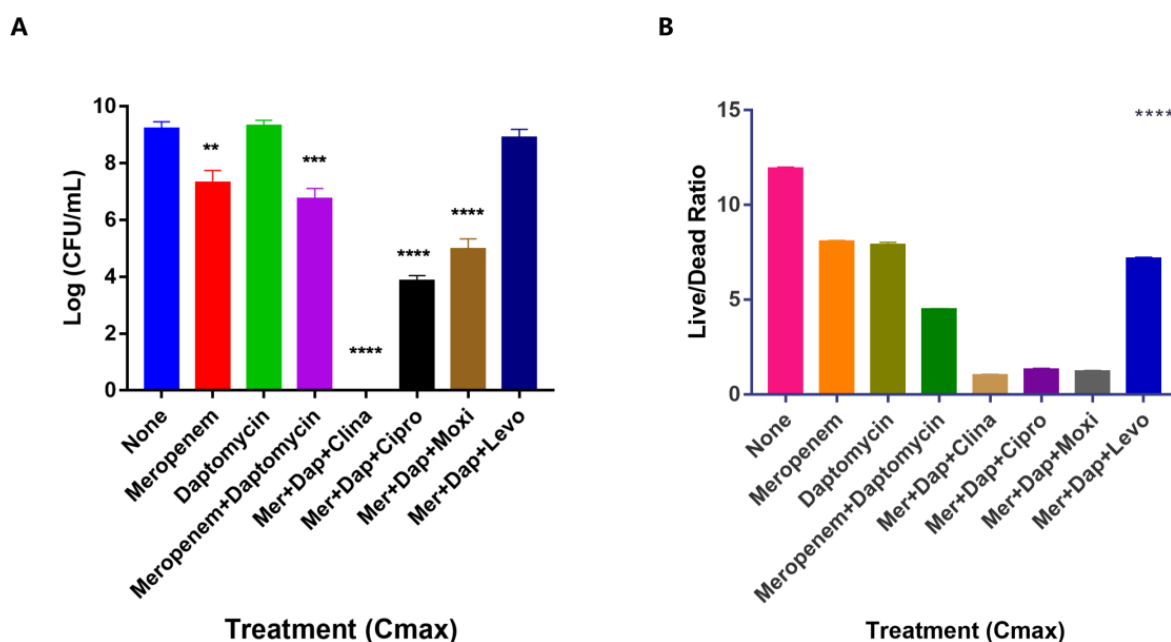 A
Log (CFU/mL)
10
8
6
4
2
0
**
***
****
****
****
None
Meropenem
Daptomycin
Meropenem+Daptomycin
Mer+Dap+Clina
Mer+Dap+Cipro
Mer+Dap+Moxi
Mer+Dap+Levo
Treatment (Cmax)
B
Live/Dead Ratio
15
10
5
0
****
None
Meropenem
Daptomycin
Meropenem+Daptomycin
Mer+Dap+Clina
Mer+Dap+Cipro
Mer+Dap+Moxi
Mer+Dap+Levo
Treatment (Cmax)